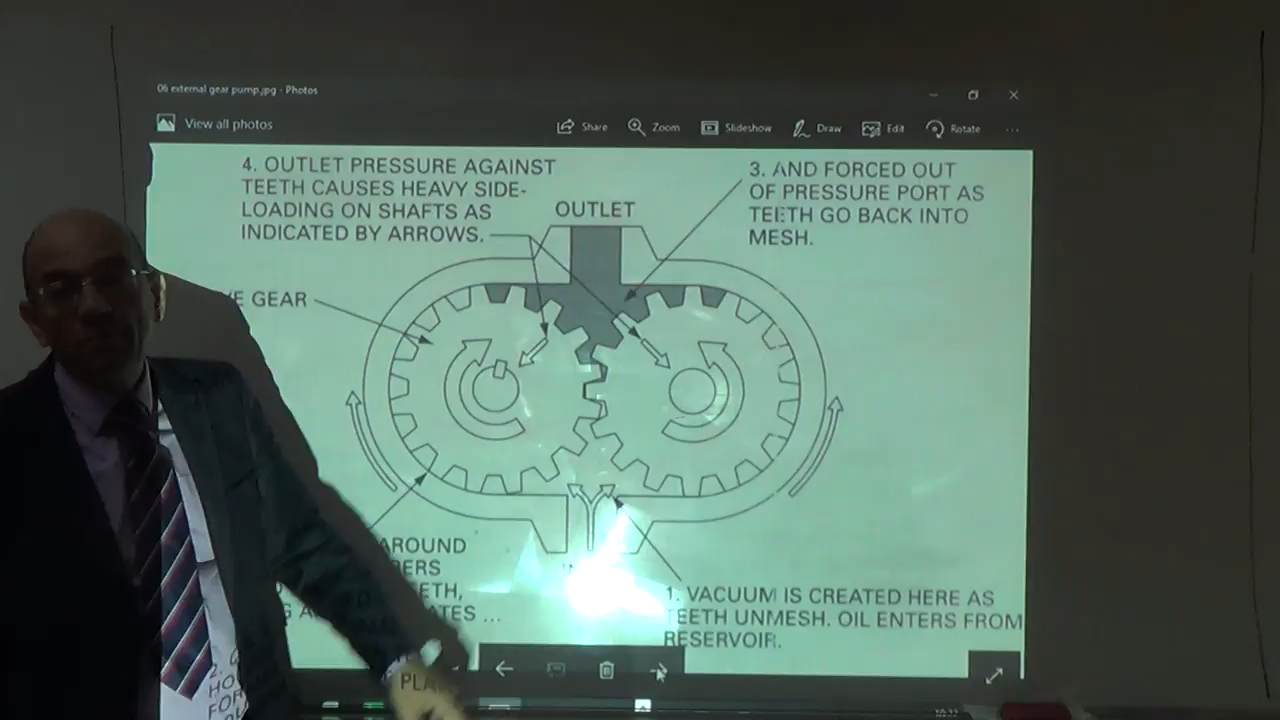 06 external gear pump.jpg - Photos
View all photos
Share Zoom Slideshow Draw Edit Rotate ...
4. OUTLET PRESSURE AGAINST
TEETH CAUSES HEAVY SIDE-
LOADING ON SHAFTS AS
INDICATED BY ARROWS.
OUTLET
3. AND FORCED OUT
OF PRESSURE PORT AS
TEETH GO BACK INTO
MESH.
GEAR
AROUND
...
1. VACUUM IS CREATED HERE AS
TEETH UNMESH. OIL ENTERS FROM
RESERVOIR.
2.